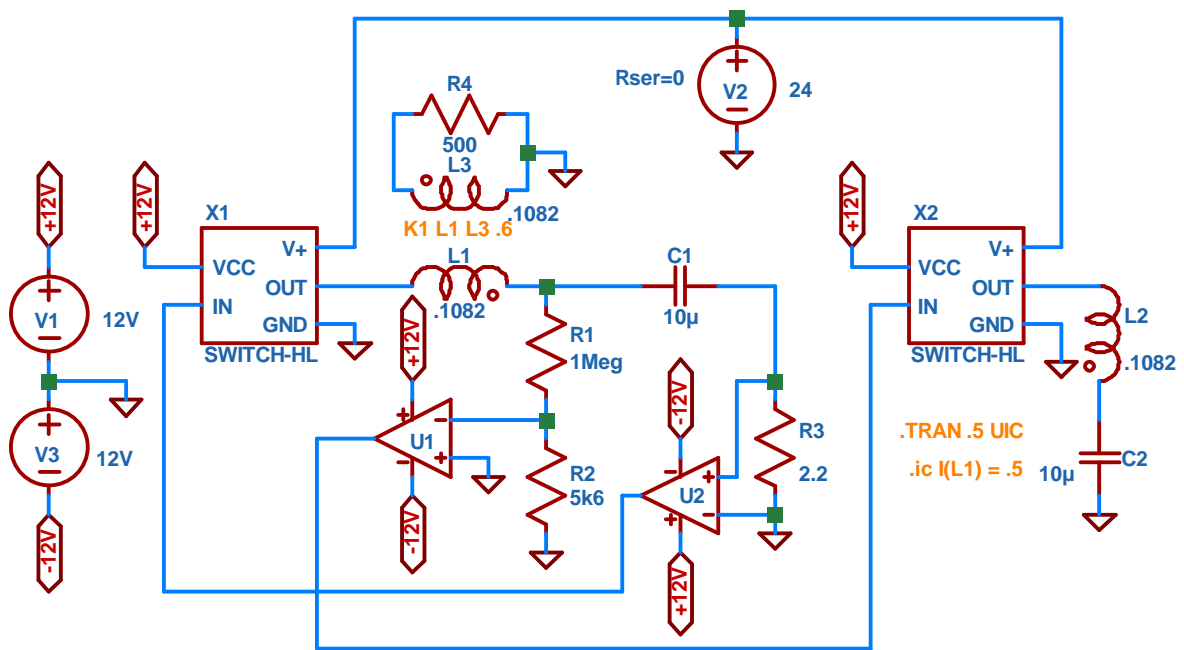 Rser=0
V2
24
R4
500
L3
.1082
K1 L1 L3 .6
+12V
+12V
X1
V+
VCC
OUT
IN
GND
SWITCH-HL
V1
12V
V3
12V
-12V
L1
.1082
C1
10µ
R1
1Meg
+12V
U1
-12V
R2
5k6
-12V
U2
+12V
R3
2.2
+12V
X2
V+
VCC
OUT
IN
GND
SWITCH-HL
L2
.1082
.TRAN .5 UIC
.ic I(L1) = .5
C2
10µ